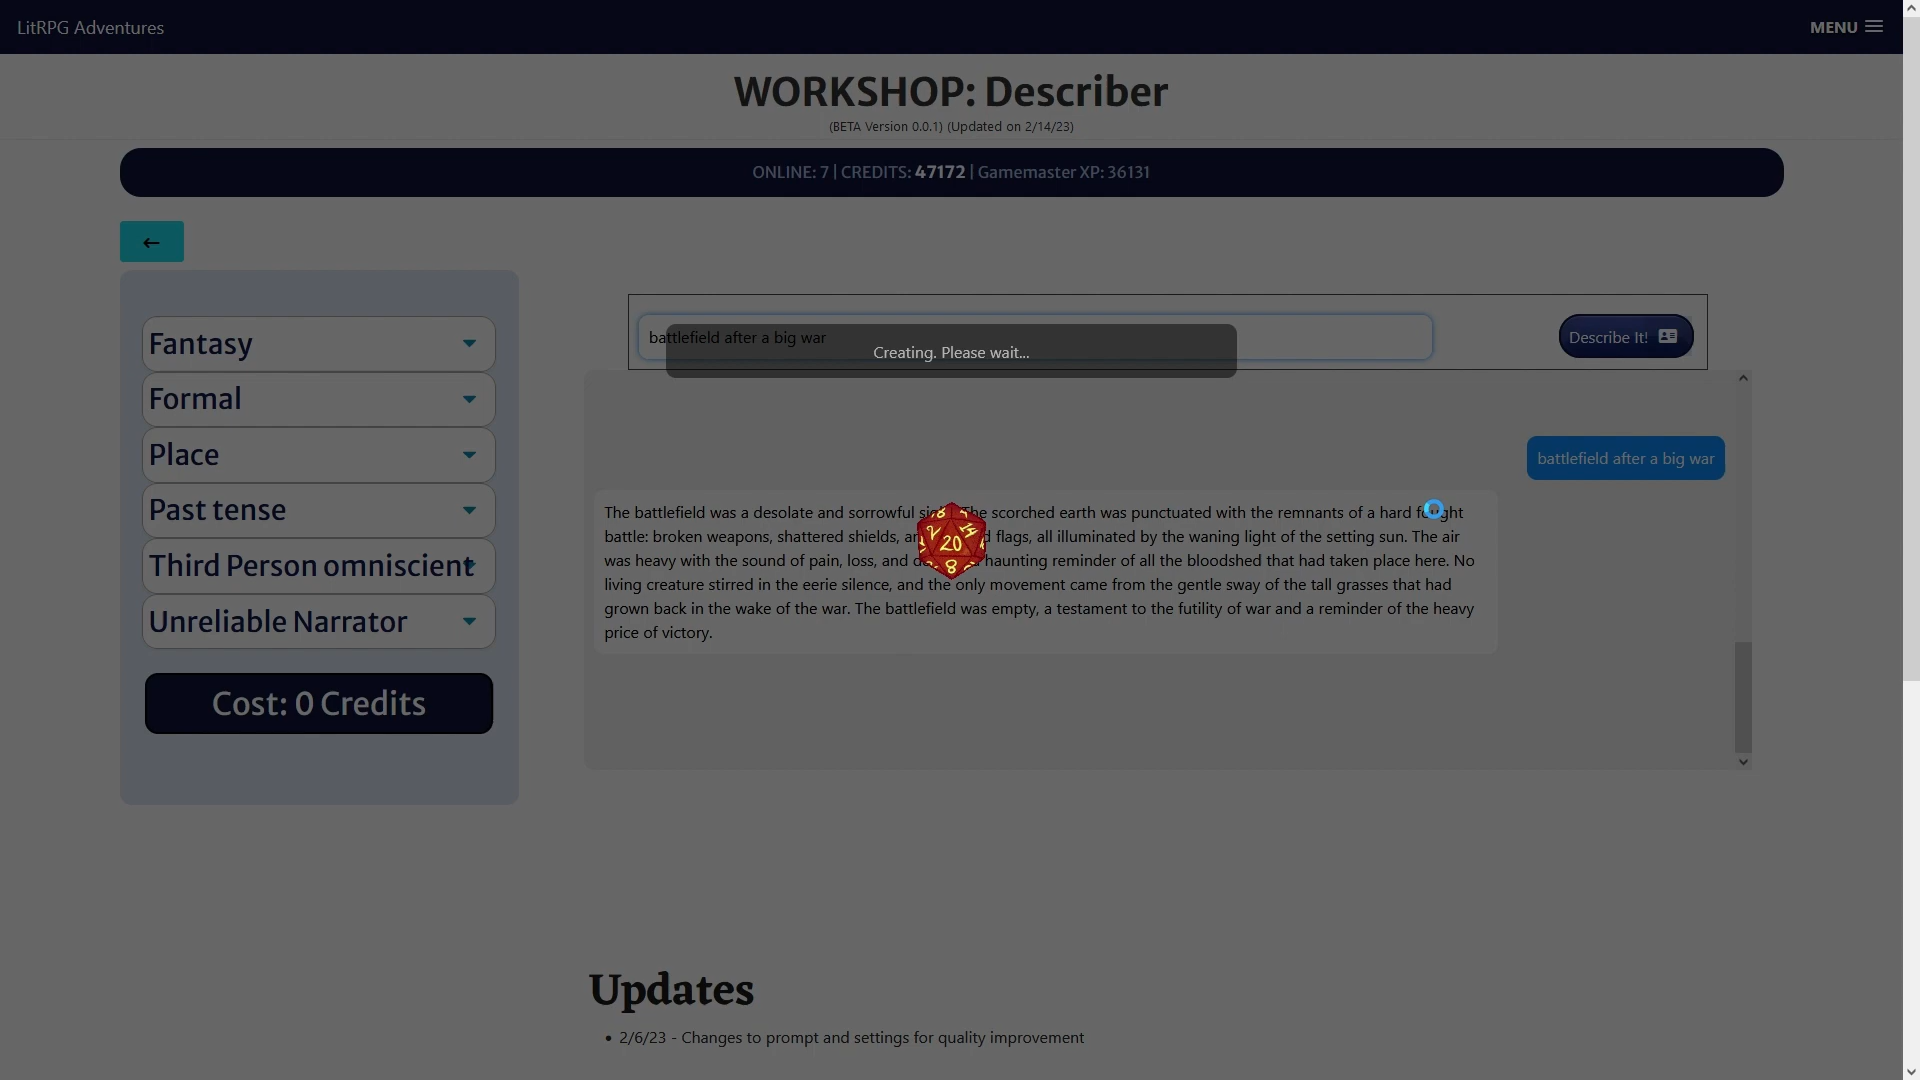 LitRPG Adventures
MENU
WORKSHOP: Describer
(BETA Version 0.0.1) (Updated on 2/14/23)
ONLINE: 7 | CREDITS: 47172 | Gamemaster XP: 36131
←
Fantasy
Formal
Place
Past tense
Third Person omniscient
Unreliable Narrator
Cost: 0 Credits
battlefield after a big war
Describe It!
Creating. Please wait...
battlefield after a big war
The battlefield was a desolate and sorrowful The scorched earth was punctuated with the remnants of a hard fought
battle: broken weapons, shattered shields, flags, all illuminated by the waning light of the setting sun. The air
was heavy with the sound of pain, loss, and haunting reminder of all the bloodshed that had taken place here. No
living creature stirred in the eerie silence, and the only movement came from the gentle sway of the tall grasses that had
grown back in the wake of the war. The battlefield was empty, a testament to the futility of war and a reminder of the heavy
price of victory.
8
2
14
20
8
Updates
• 2/6/23 - Changes to prompt and settings for quality improvement